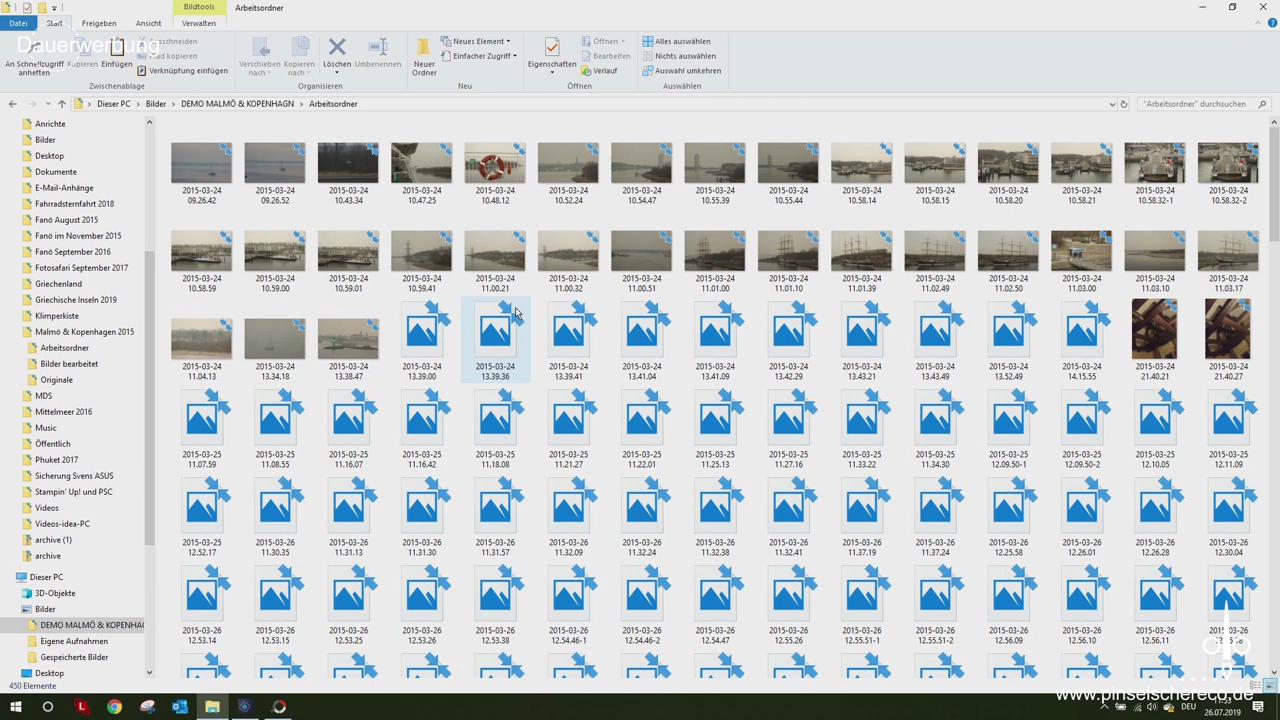 Bildtools
Arbeitsordner
Datei
Start
Freigeben
Ansicht
Verwalten
Dauerwerbung
An Schnellzugriff anheften
Kopieren
Einfügen
Ausschneiden
Pfad kopieren
Verknüpfung einfügen
Zwischenablage
Verschieben nach
Kopieren nach
Löschen
Umbenennen
Organisieren
Neuer Ordner
Neues Element
Einfacher Zugriff
Neu
Eigenschaften
Öffnen
Bearbeiten
Verlauf
Öffnen
Alles auswählen
Nichts auswählen
Auswahl umkehren
Auswählen
Dieser PC
Bilder
DEMO MALMÖ & KOPENHAGN
Arbeitsordner
"Arbeitsordner" durchsuchen
Anrichte
Bilder
Desktop
Dokumente
E-Mail-Anhänge
Fahrradsternfahrt 2018
Fanö August 2015
Fanö im November 2015
Fanö September 2016
Fotosafari September 2017
Griechenland
Griechische Inseln 2019
Klimperkiste
Malmö & Kopenhagen 2015
Arbeitsordner
Bilder bearbeitet
Originale
MDS
Mittelmeer 2016
Music
Öffentlich
Phuket 2017
Sicherung Svens ASUS
Stampin' Up! und PSC
Videos
Videos-idea-PC
archive (1)
archive
Dieser PC
3D-Objekte
Bilder
DEMO MALMÖ & KOPENHAG
Eigene Aufnahmen
Gespeicherte Bilder
Desktop
2015-03-24 09.26.42
2015-03-24 09.26.52
2015-03-24 10.43.34
2015-03-24 10.47.25
2015-03-24 10.48.12
2015-03-24 10.52.24
2015-03-24 10.54.47
2015-03-24 10.55.39
2015-03-24 10.55.44
2015-03-24 10.58.14
2015-03-24 10.58.15
2015-03-24 10.58.20
2015-03-24 10.58.21
2015-03-24 10.58.32-1
2015-03-24 10.58.32-2
2015-03-24 10.58.59
2015-03-24 10.59.00
2015-03-24 10.59.01
2015-03-24 10.59.41
2015-03-24 11.00.21
2015-03-24 11.00.32
2015-03-24 11.00.51
2015-03-24 11.01.00
2015-03-24 11.01.10
2015-03-24 11.01.39
2015-03-24 11.02.49
2015-03-24 11.02.50
2015-03-24 11.03.00
2015-03-24 11.03.10
2015-03-24 11.03.17
2015-03-24 11.04.13
2015-03-24 13.34.18
2015-03-24 13.38.47
2015-03-24 13.39.00
2015-03-24 13.39.36
2015-03-24 13.39.41
2015-03-24 13.41.04
2015-03-24 13.41.09
2015-03-24 13.42.29
2015-03-24 13.43.21
2015-03-24 13.43.49
2015-03-24 13.52.49
2015-03-24 14.15.55
2015-03-24 21.40.21
2015-03-24 21.40.27
2015-03-25 11.07.59
2015-03-25 11.08.55
2015-03-25 11.16.07
2015-03-25 11.16.42
2015-03-25 11.18.08
2015-03-25 11.21.27
2015-03-25 11.22.01
2015-03-25 11.25.13
2015-03-25 11.27.16
2015-03-25 11.33.22
2015-03-25 11.34.30
2015-03-25 12.09.50-1
2015-03-25 12.09.50-2
2015-03-25 12.10.05
2015-03-25 12.11.09
2015-03-25 12.52.17
2015-03-26 11.30.35
2015-03-26 11.31.13
2015-03-26 11.31.30
2015-03-26 11.31.57
2015-03-26 11.32.09
2015-03-26 11.32.24
2015-03-26 11.32.38
2015-03-26 11.32.41
2015-03-26 11.37.19
2015-03-26 11.37.24
2015-03-26 12.25.58
2015-03-26 12.26.01
2015-03-26 12.26.28
2015-03-26 12.30.04
2015-03-26 12.53.14
2015-03-26 12.53.15
2015-03-26 12.53.25
2015-03-26 12.53.26
2015-03-26 12.53.38
2015-03-26 12.54.46-1
2015-03-26 12.54.46-2
2015-03-26 12.54.47
2015-03-26 12.55.26
2015-03-26 12.55.51-1
2015-03-26 12.55.51-2
2015-03-26 12.56.09
2015-03-26 12.56.10
2015-03-26 12.56.11
2015-03-26
450 Elemente
www.pinselschereco.de
DEU
11:53
26.07.2019